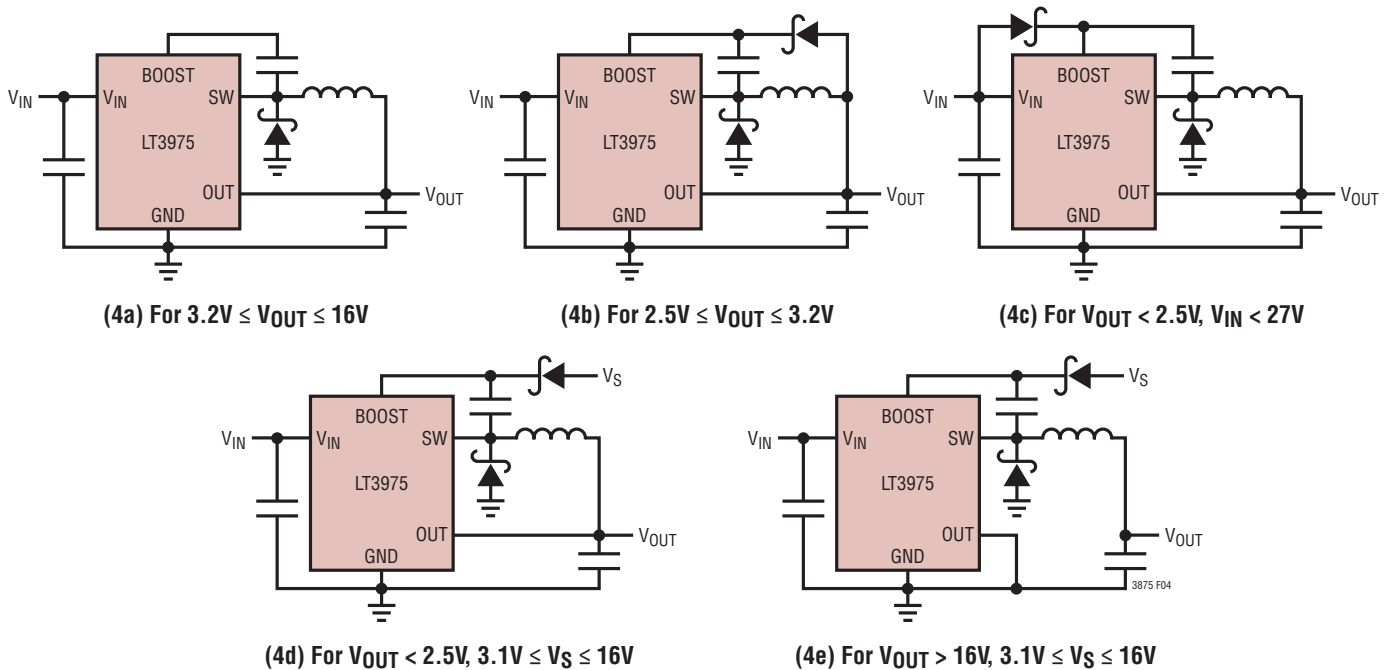 BOOST
V_IN
V_IN
SW
LT3975
OUT
V_OUT
GND
(4a) For 3.2V ≤ V_OUT ≤ 16V
BOOST
V_IN
V_IN
SW
LT3975
OUT
V_OUT
GND
(4b) For 2.5V ≤ V_OUT ≤ 3.2V
BOOST
V_IN
V_IN
SW
LT3975
OUT
V_OUT
GND
(4c) For V_OUT < 2.5V, V_IN < 27V
V_S
BOOST
V_IN
V_IN
SW
LT3975
OUT
V_OUT
GND
(4d) For V_OUT < 2.5V, 3.1V ≤ V_S ≤ 16V
V_S
BOOST
V_IN
V_IN
SW
LT3975
OUT
V_OUT
GND
3875 F04
(4e) For V_OUT > 16V, 3.1V ≤ V_S ≤ 16V